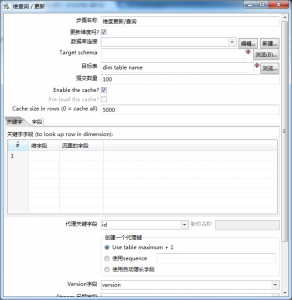 维查询 / 更新
步骤名称 维度更新/查询
更新维度吗?
数据库连接 编辑... 新建...
Target schema 浏览(B)...
目标表 dim table name 浏览...
提交数量 100
Enable the cache?
Pre-load the cache?
Cache size in rows (0 = cache all) 5000
关键字 字段
关键字字段 (to look up row in dimension):
# 维字段 流里的字段
1
代理关键字段 id 新的名称
创建一个代理键
Use table maximum + 1
使用sequence
使用自动增长字段
Version字段 version